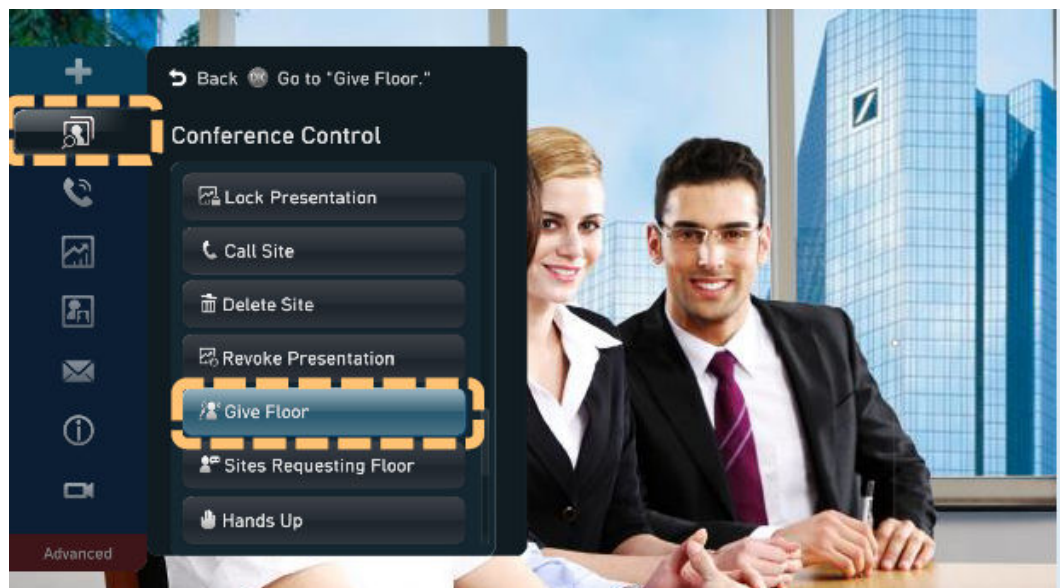 Back OK Go to "Give Floor."
Conference Control
Lock Presentation
Call Site
Delete Site
Revoke Presentation
Give Floor
Sites Requesting Floor
Hands Up
Advanced